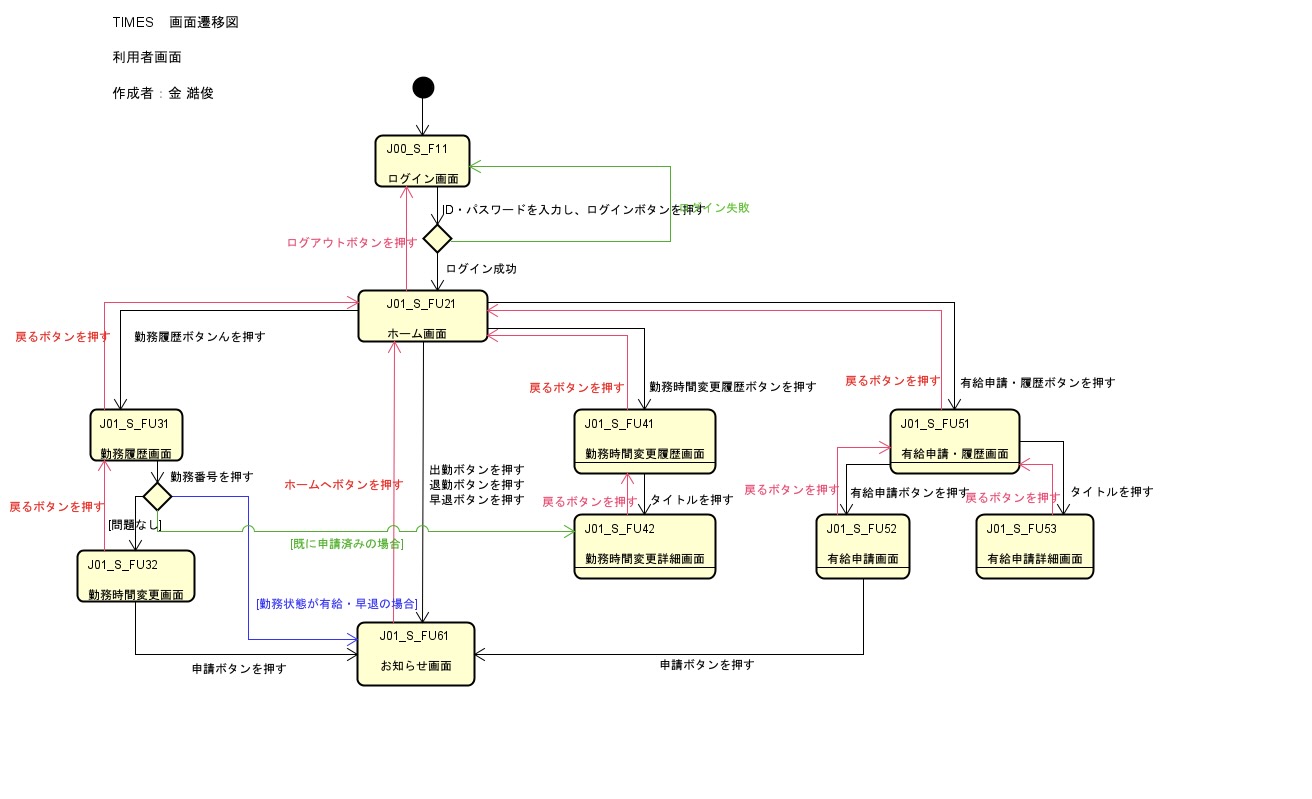 TIMES 画面遷移図
利用者画面
作成者：金 澔俊
J00_S_F11
ログイン画面
ID・パスワードを入力し、ログインボタンを押す
ログイン失敗
ログアウトボタンを押す
ログイン成功
J01_S_FU21
ホーム画面
戻るボタンを押す
勤務履歴ボタンんを押す
戻るボタンを押す
勤務時間変更履歴ボタンを押す
戻るボタンを押す
有給申請・履歴ボタンを押す
J01_S_FU31
勤務履歴画面
J01_S_FU41
勤務時間変更履歴画面
J01_S_FU51
有給申請・履歴画面
勤務番号を押す
戻るボタンを押す
[問題なし]
ホームへボタンを押す
出勤ボタンを押す
退勤ボタンを押す
早退ボタンを押す
戻るボタンを押す
タイトルを押す
戻るボタンを押す
有給申請ボタンを押す
戻るボタンを押す
タイトルを押す
[既に申請済みの場合]
J01_S_FU42
勤務時間変更詳細画面
J01_S_FU52
有給申請画面
J01_S_FU53
有給申請詳細画面
J01_S_FU32
勤務時間変更画面
[勤務状態が有給・早退の場合]
J01_S_FU61
お知らせ画面
申請ボタンを押す
申請ボタンを押す